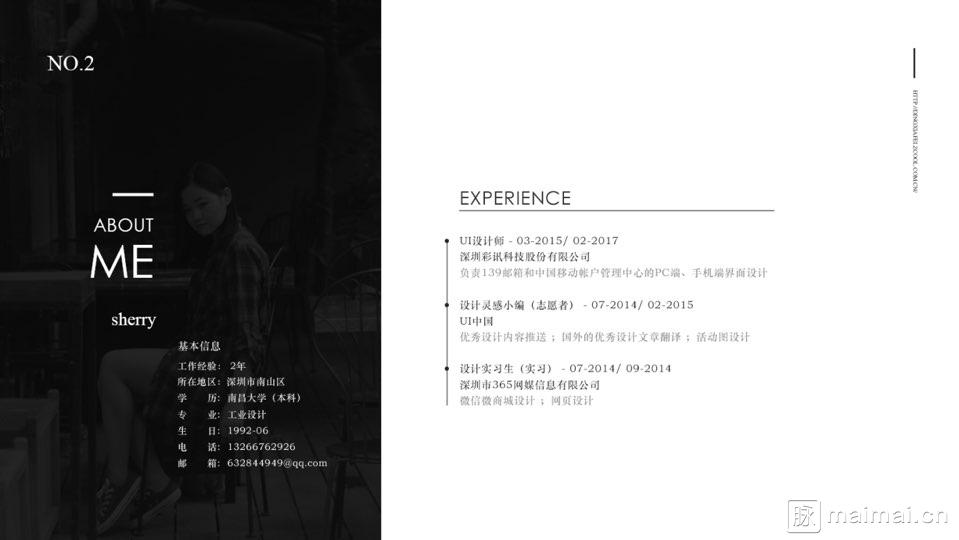 NO.2
ABOUT
ME
sherry
基本信息
工作经验: 2年
所在地区: 深圳市南山区
学 历: 南昌大学（本科）
专 业: 工业设计
生 日: 1992-06
电 话: 13266762926
邮 箱: 632844949@qq.com
EXPERIENCE
UI设计师 - 03-2015/ 02-2017
深圳彩讯科技股份有限公司
负责139邮箱和中国移动帐户管理中心的PC端、手机端界面设计
设计灵感小编（志愿者） - 07-2014/ 02-2015
UI中国
优秀设计内容推送 ；国外的优秀设计文章翻译 ；活动图设计
设计实习生（实习） - 07-2014/ 09-2014
深圳市365网媒信息有限公司
微信微商城设计 ；网页设计
脉 maimai.cn